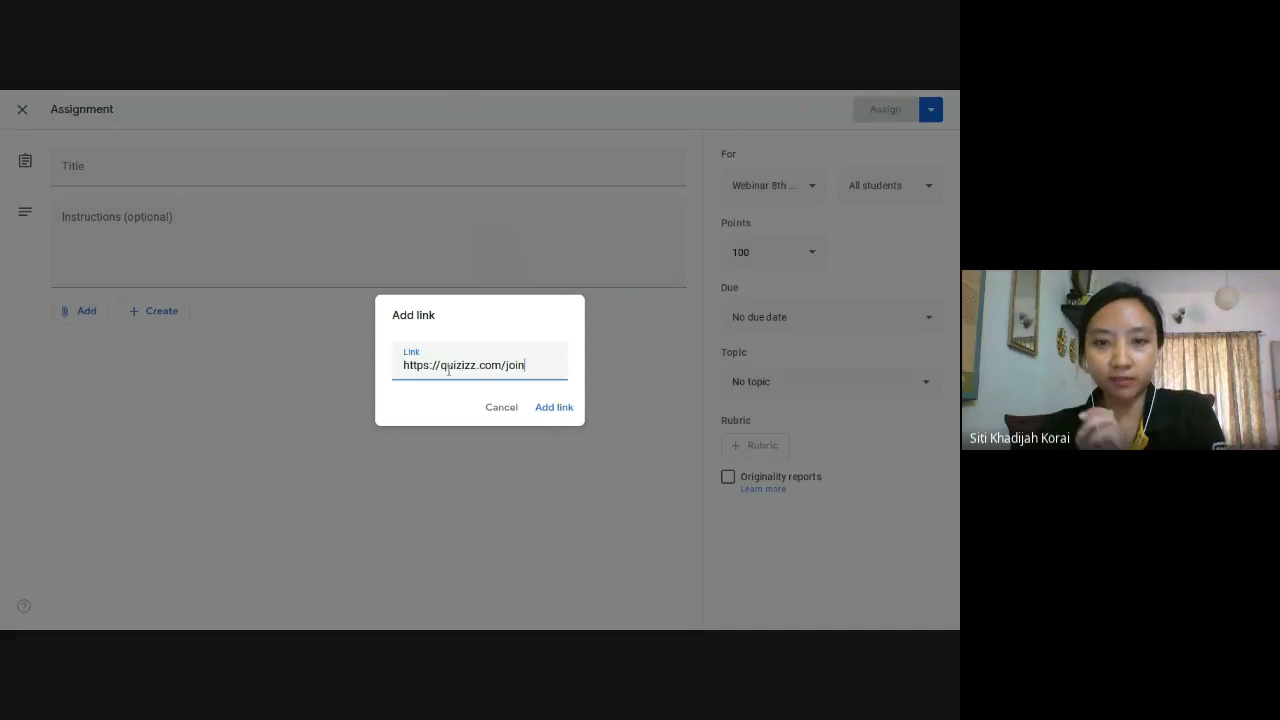 Assignment
Assign
Title
Instructions (optional)
Add
Create
For
Webinar 8th ...
All students
Points
100
Due
No due date
Topic
No topic
Rubric
Rubric
Originality reports
Learn more
Add link
Link
https://quizizz.com/join
Cancel
Add link
Siti Khadijah Korai